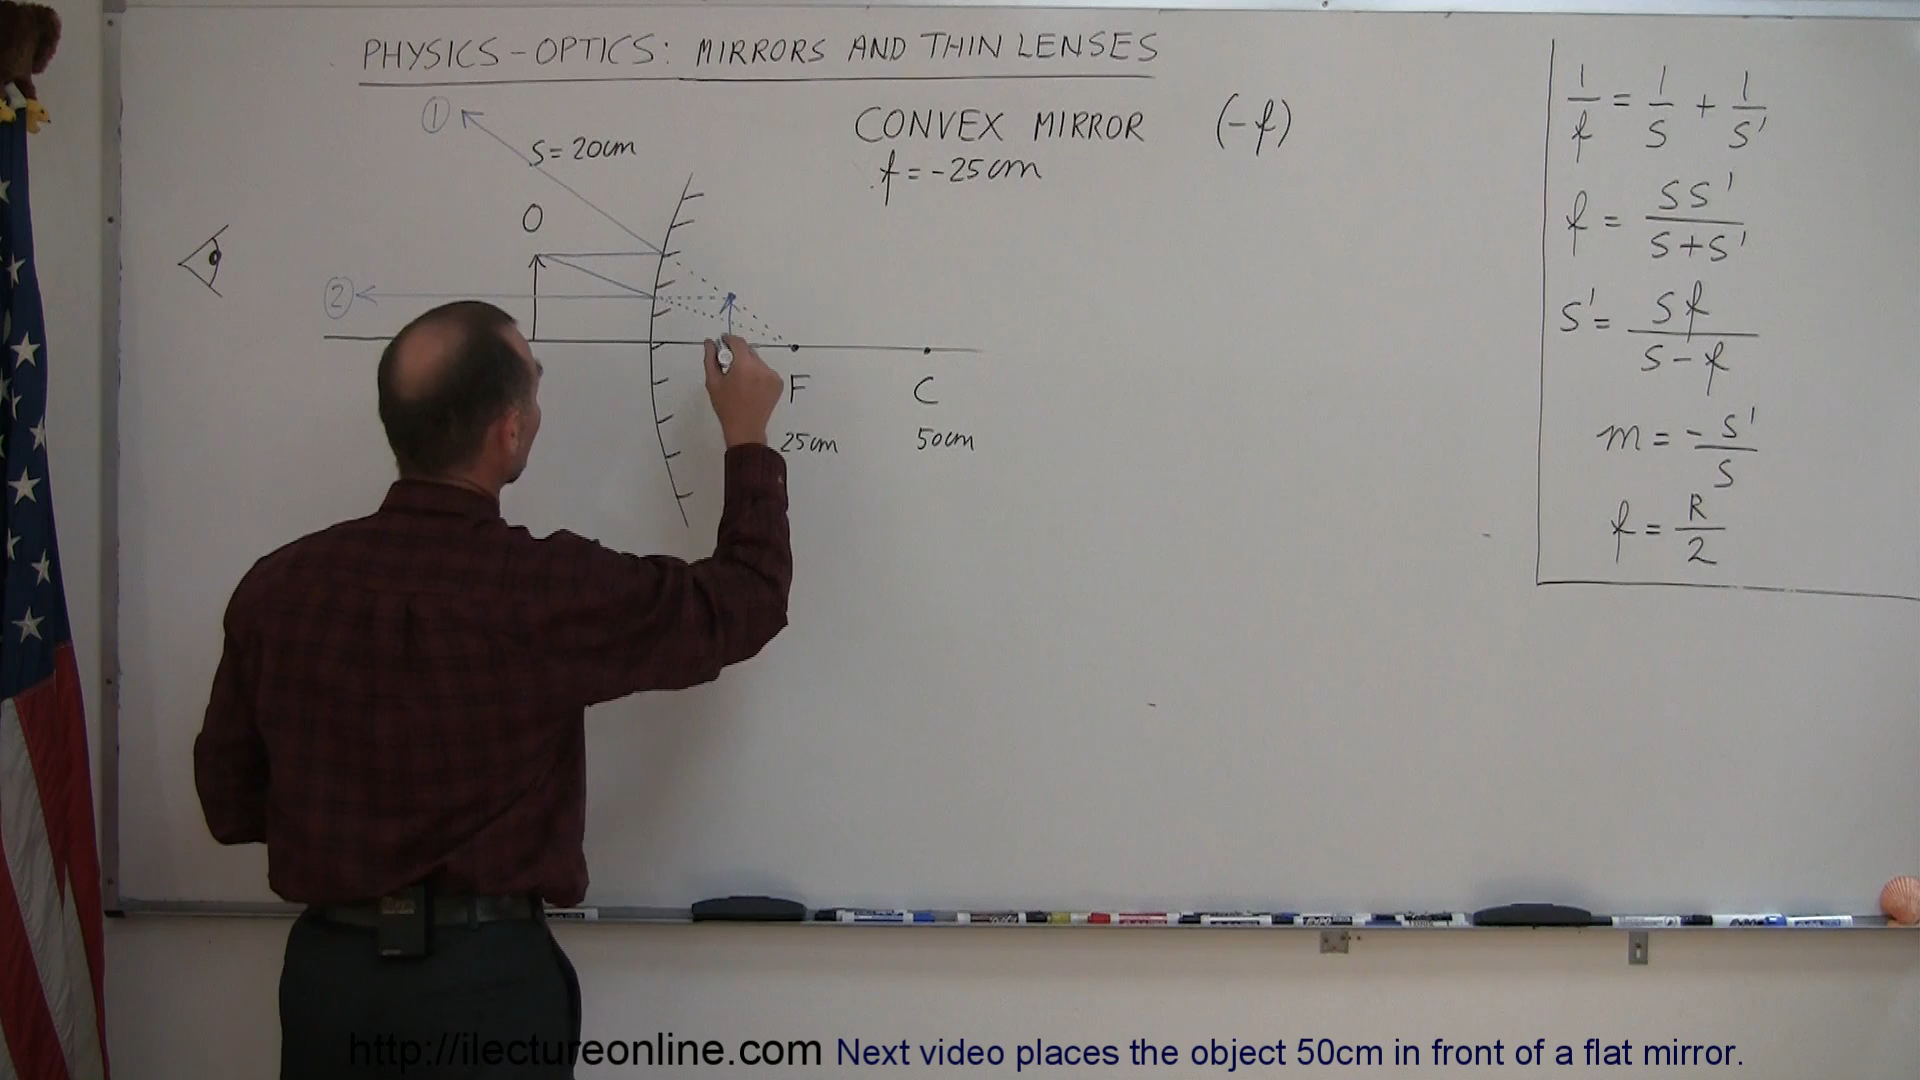 PHYSICS-OPTICS: MIRRORS AND THIN LENSES
CONVEX MIRROR (-f)
f = -25cm
①
S = 20cm
O
②
F
C
25cm
50cm
1/f = 1/S + 1/S'
f = SS'/S+S'
S' = Sf/S-f
m = -S'/S
f = R/2
http://ilectureonline.com Next video places the object 50cm in front of a flat mirror.